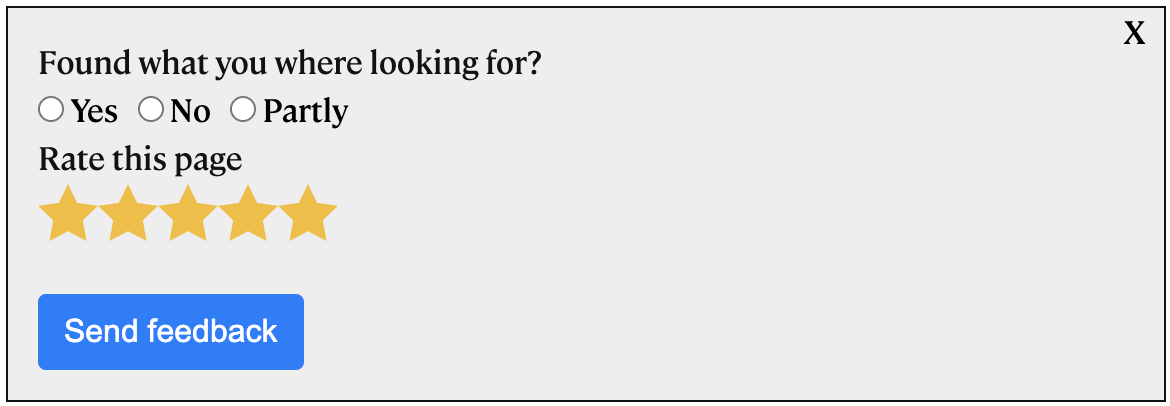 X
Found what you where looking for?
Yes No Partly
Rate this page
Send feedback